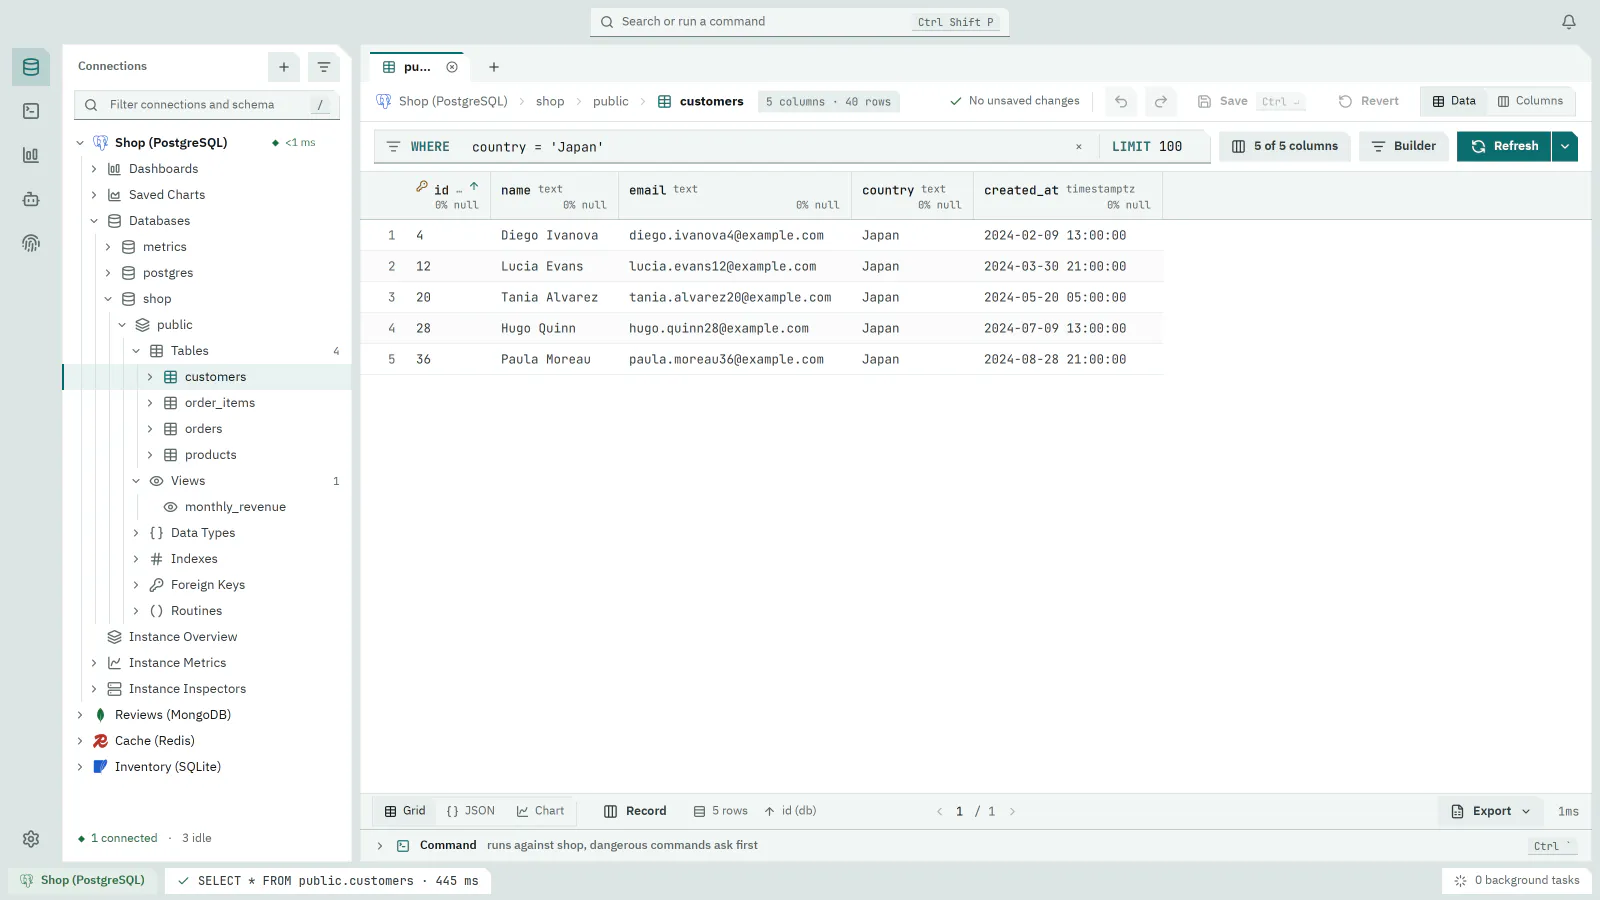 Search or run a command
Ctrl Shift P
Connections
Filter connections and schema
/
Shop (PostgreSQL)
<1 ms
Dashboards
Saved Charts
Databases
metrics
postgres
shop
public
Tables
4
customers
order_items
orders
products
Views
1
monthly_revenue
Data Types
Indexes
Foreign Keys
Routines
Instance Overview
Instance Metrics
Instance Inspectors
Reviews (MongoDB)
Cache (Redis)
Inventory (SQLite)
1 connected · 3 idle
pu...
Shop (PostgreSQL)
shop
public
customers
5 columns · 40 rows
No unsaved changes
Save
Ctrl
Revert
Data
Columns
WHERE country = 'Japan'
LIMIT 100
5 of 5 columns
Builder
Refresh
id … name text email text country text created_at timestamptz
0% null 0% null 0% null 0% null 0% null
1 4 Diego Ivanova diego.ivanova4@example.com Japan 2024-02-09 13:00:00
2 12 Lucia Evans lucia.evans12@example.com Japan 2024-03-30 21:00:00
3 20 Tania Alvarez tania.alvarez20@example.com Japan 2024-05-20 05:00:00
4 28 Hugo Quinn hugo.quinn28@example.com Japan 2024-07-09 13:00:00
5 36 Paula Moreau paula.moreau36@example.com Japan 2024-08-28 21:00:00
Grid
{} JSON
Chart
Record
5 rows
id (db)
1 / 1
Export
1ms
Command runs against shop, dangerous commands ask first
Ctrl `
Shop (PostgreSQL)
SELECT * FROM public.customers · 445 ms
0 background tasks